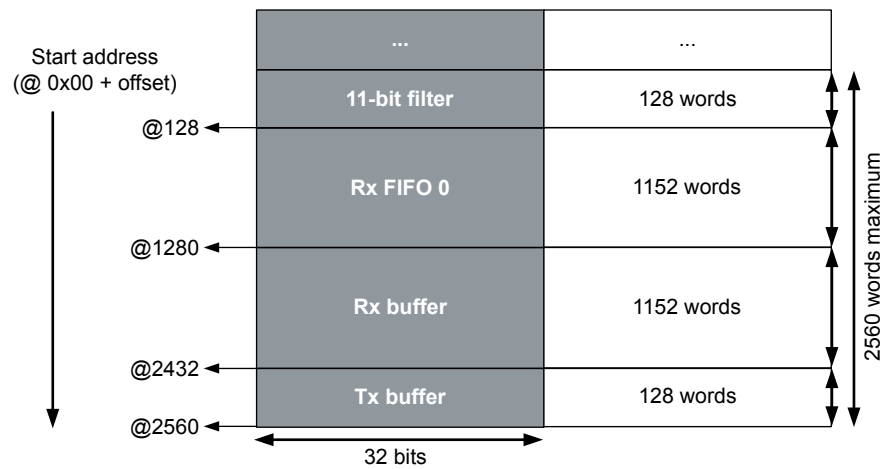 ...
...
Start address
(@ 0x00 + offset)
11-bit filter
128 words
@128
Rx FIFO 0
1152 words
@1280
Rx buffer
1152 words
2560 words maximum
@2432
Tx buffer
128 words
@2560
32 bits